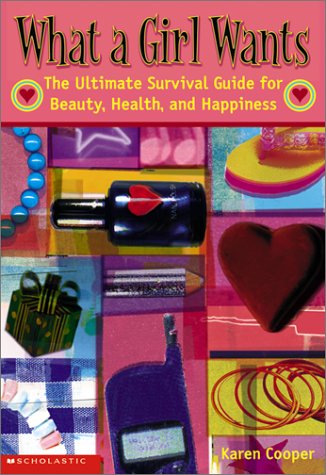 What a Girl Wants
The Ultimate Survival Guide for
Beauty, Health, and Happiness
SCHOLASTIC
Karen Cooper